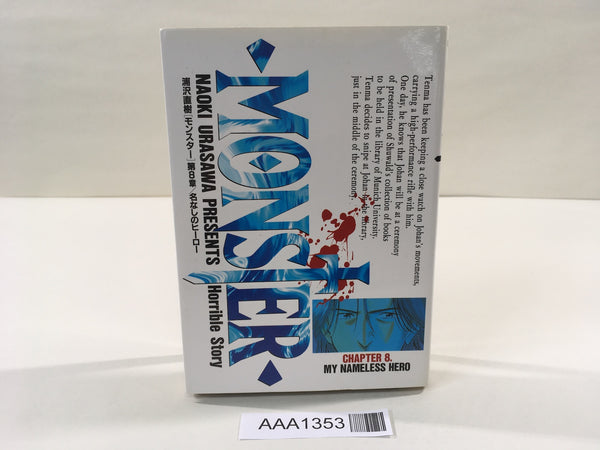 Tenma has been keeping a close watch on Johan's movements,
carrying a high-performance rifle with him.
One day, he knows that Johan will be at a ceremony
of presentation of Shuwald's collection of books
to be held in the library of Munich University.
Tenma decides to snipe at Johan in the library,
just in the middle of the ceremony.
MONSTER
NAOKI URASAWA PRESENTS Horrible Story
浦沢直樹「モンスター」第8章/名なしのヒーロー
CHAPTER 8.
MY NAMELESS HERO
AAA1353